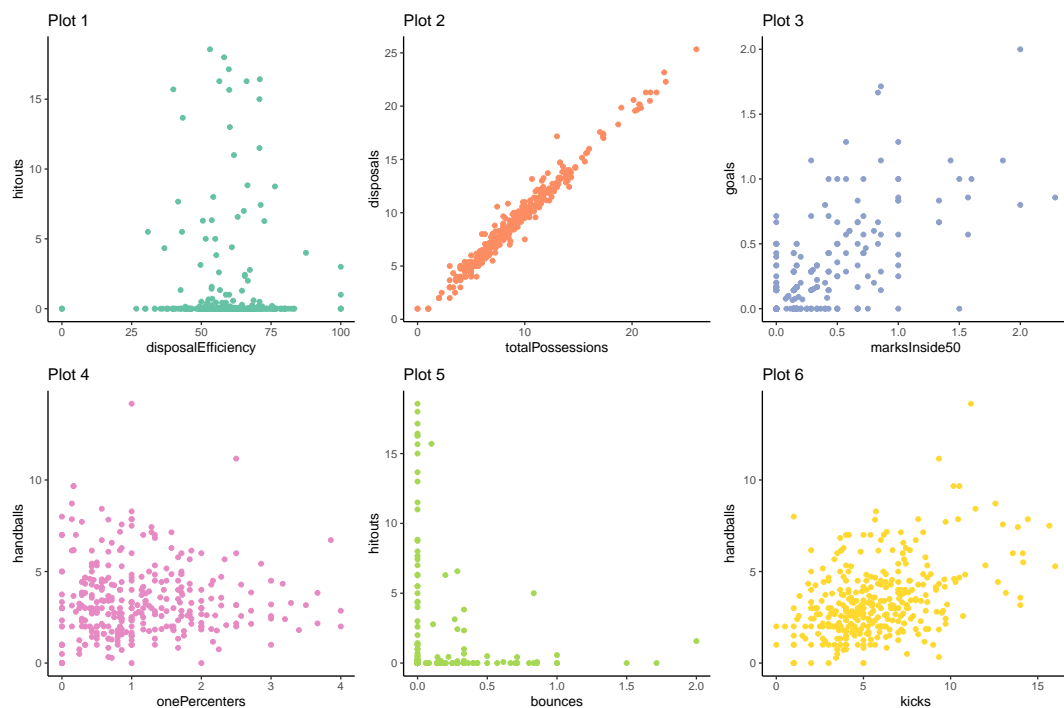 Plot 1
Plot 2
Plot 3
hitouts
15
10
5
0
0
25
50
75
100
disposalEfficiency
disposals
25
20
15
10
5
0
0
10
20
totalPossessions
goals
2.0
1.5
1.0
0.5
0.0
0.0
0.5
1.0
1.5
2.0
marksInside50
Plot 4
Plot 5
Plot 6
handballs
10
5
0
0
1
2
3
4
onePercenters
hitouts
15
10
5
0
0.0
0.5
1.0
1.5
2.0
bounces
handballs
10
5
0
0
5
10
15
kicks